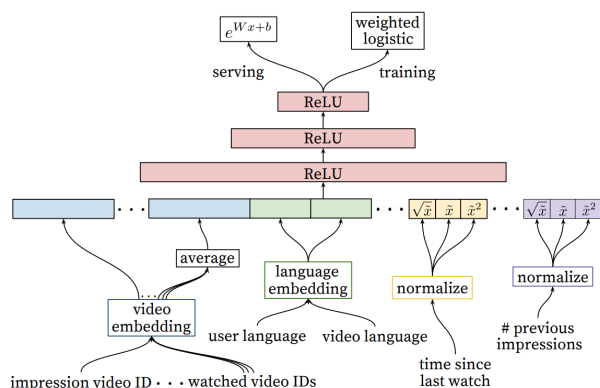 e^{Wx+b}
weighted
logistic
serving
training
ReLU
ReLU
ReLU
. . .
. . .
√x̃ x̃ x̃²
. . .
√x̃ x̃ x̃²
average
language
embedding
normalize
normalize
. . .
video
embedding
user language
video language
# previous
impressions
time since
last watch
impression video ID . . . watched video IDs